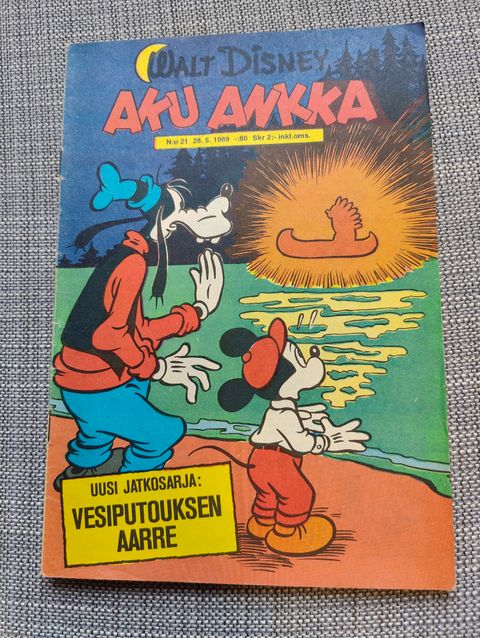 WALT DISNEY
AKU ANKKA
N:o 21 28. 5. 1969 -:80 Skr 2:- inkl.oms.
UUSI JATKOSARJA:
VESIPUTOUKSEN
AARRE